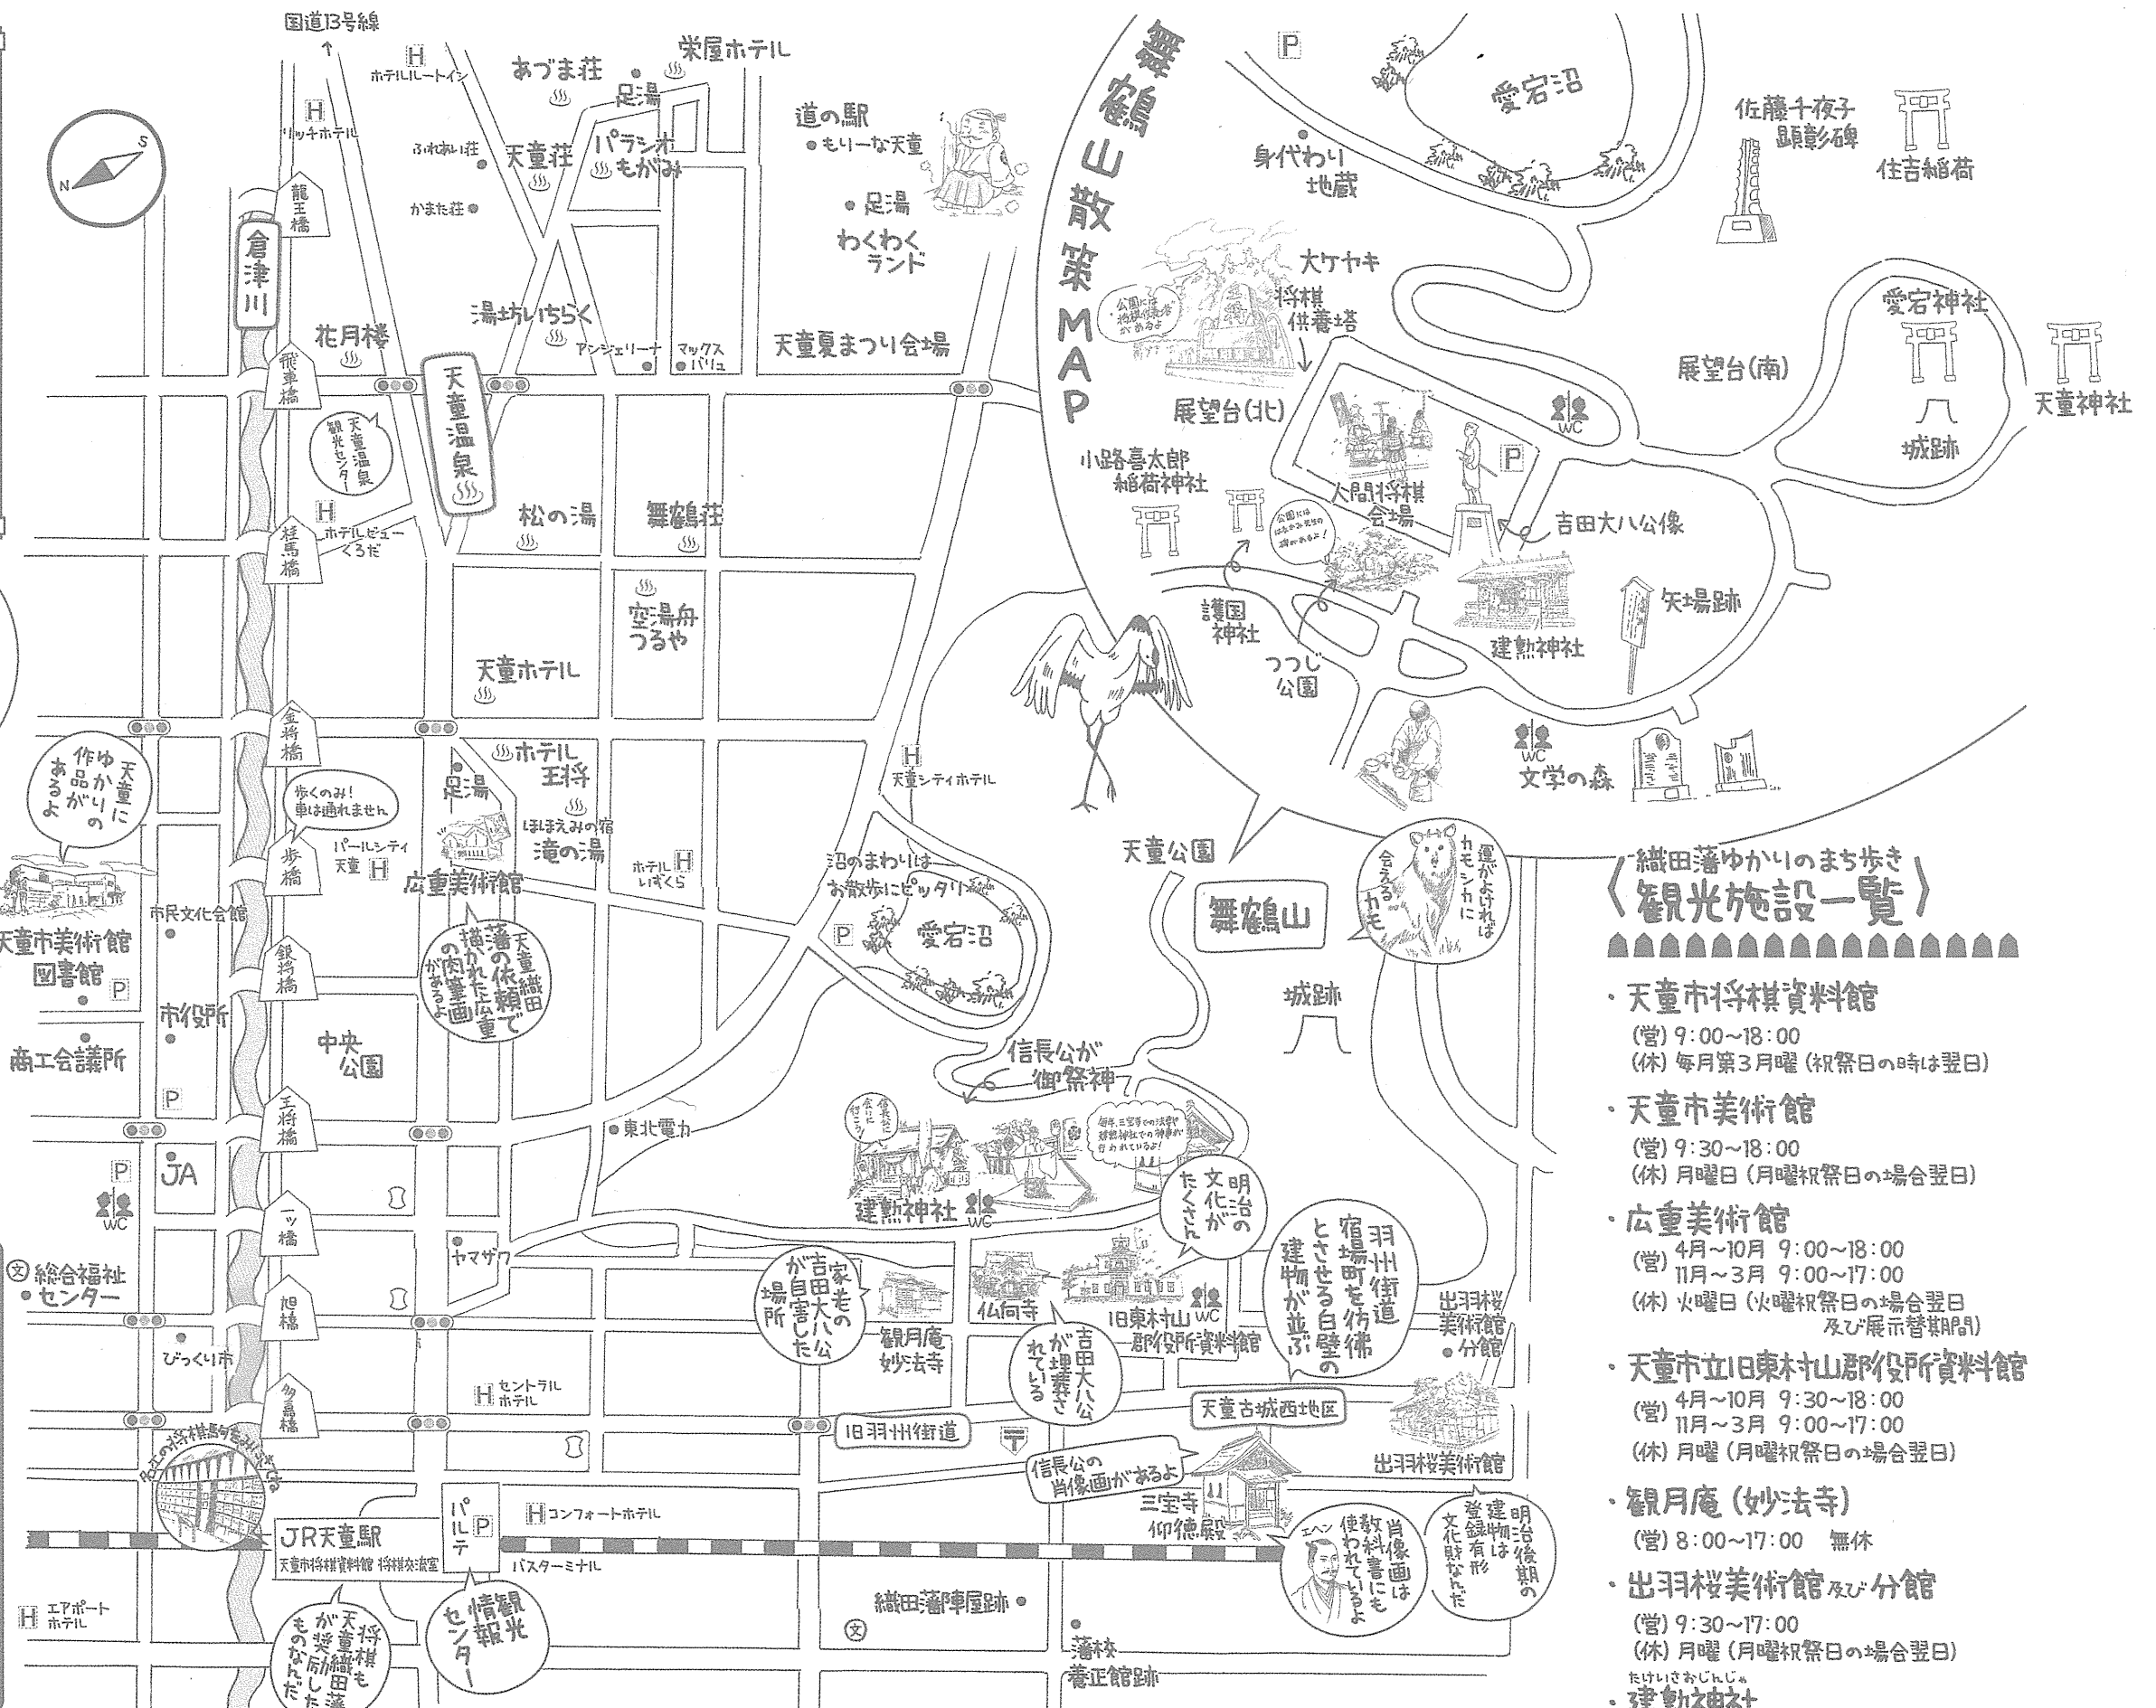 国道13号線
ホテルルートイン
リッチホテル
あづま荘
足湯
栄屋ホテル
ふれあい荘
天童荘
パラシオ
もがみ
かまた荘
道の駅
もりーな天童
足湯
わくわく
ランド
S
N
龍王橋
倉津川
花月楼
湯坊いちらく
アンジェリーナ
マックス
バリュ
天童夏まつり会場
飛車橋
天童温泉
天童温泉
観光センター
桂馬橋
ホテルビュー
くろだ
松の湯
舞鶴荘
空湯舟
つるや
天童ホテル
金将橋
足湯
ホテル
王将
ほほえみの宿
滝の湯
天童シティホテル
天童に
ゆかりの
作品が
あるよ
歩くのみ!
車は通れません
歩橋
パールシティ
天童
ホテル
いずくら
広重美術館
天童織田
藩の依頼で
描かれた広重
の肉筆画
があるよ
市民文化会館
天童市美術館
図書館
P
市役所
商工会議所
銀将橋
中央
公園
沼のまわりは
お散歩にピッタリ
愛宕沼
P
P
王将橋
東北電力
JA
P
WC
一ッ橋
ヤマザワ
総合福祉
センター
旭橋
びっくり市
多嘉橋
セントラル
ホテル
JR天童駅
天童市将棋資料館 将棋交流室
パルテ
P
コンフォートホテル
バスターミナル
エアポート
ホテル
将棋も
天童織田藩
が奨励した
ものなんだ
観光
情報
センター
舞鶴山散策MAP
P
愛宕沼
身代わり
地蔵
佐藤千夜子
顕彰碑
住吉稲荷
大ケヤキ
将棋
供養塔
公園には
将棋供養塔
があるよ
展望台(北)
展望台(南)
愛宕神社
城跡
天童神社
WC
P
人間将棋
会場
吉田大八公像
小路喜太郎
稲荷神社
護国
神社
つつじ
公園
建勲神社
矢場跡
WC
文学の森
天童公園
舞鶴山
運がよければ
カモシカに
会えるカモ
城跡
信長公が
御祭神
信長公に
会いに
行こう!
建勲神社
WC
明治の
文化が
たくさん
家老の
吉田大八公
が自害した
場所
観月庵
妙法寺
仏向寺
吉田大八公
が埋葬さ
れている
旧東村山
郡役所資料館
WC
羽州街道
宿場町を彷彿
とさせる白壁の
建物が並ぶ
出羽桜
美術館
分館
旧羽州街道
天童古城西地区
信長公の
肖像画があるよ
三宝寺
仰徳殿
出羽桜美術館
エヘン
肖像画は
教科書にも
使われているよ
明治後期の
建物は
登録有形
文化財なんだ
織田藩陣屋跡
藩校
養正館跡
織田藩ゆかりのまち歩き
観光施設一覧
・天童市将棋資料館
(営) 9:00〜18:00
(休) 毎月第3月曜 (祝祭日の時は翌日)
・天童市美術館
(営) 9:30〜18:00
(休) 月曜日 (月曜祝祭日の場合翌日)
・広重美術館
(営) 4月〜10月 9:00〜18:00
11月〜3月 9:00〜17:00
(休) 火曜日 (火曜祝祭日の場合翌日
及び展示替期間)
・天童市立旧東村山郡役所資料館
(営) 4月〜10月 9:30〜18:00
11月〜3月 9:00〜17:00
(休) 月曜 (月曜祝祭日の場合翌日)
・観月庵 (妙法寺)
(営) 8:00〜17:00 無休
・出羽桜美術館及び分館
(営) 9:30〜17:00
(休) 月曜 (月曜祝祭日の場合翌日)
たけいさおじんじゃ
・建勲神社